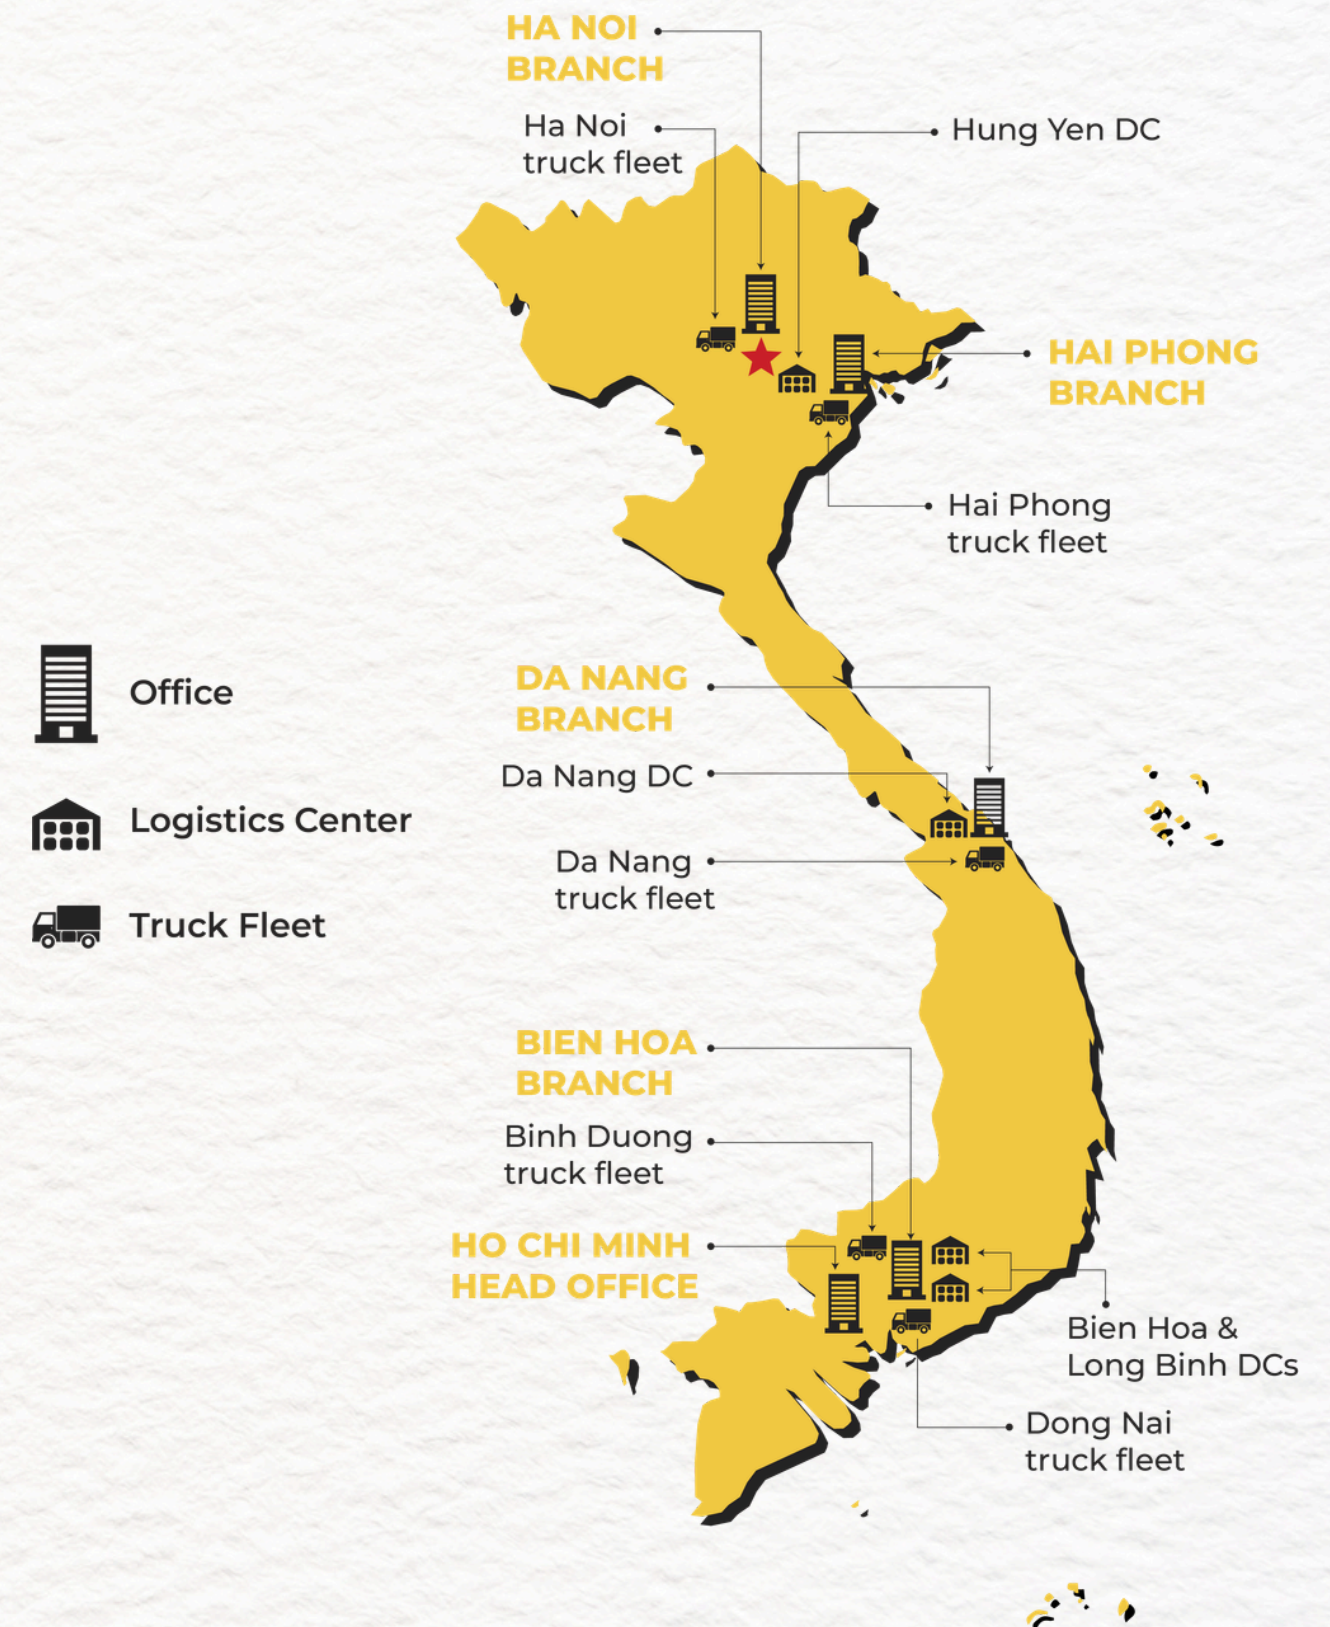 HA NOI
BRANCH
Ha Noi
truck fleet
Hung Yen DC
HAI PHONG
BRANCH
Hai Phong
truck fleet
Office
Logistics Center
Truck Fleet
DA NANG
BRANCH
Da Nang DC
Da Nang
truck fleet
BIEN HOA
BRANCH
Binh Duong
truck fleet
HO CHI MINH
HEAD OFFICE
Bien Hoa &
Long Binh DCs
Dong Nai
truck fleet